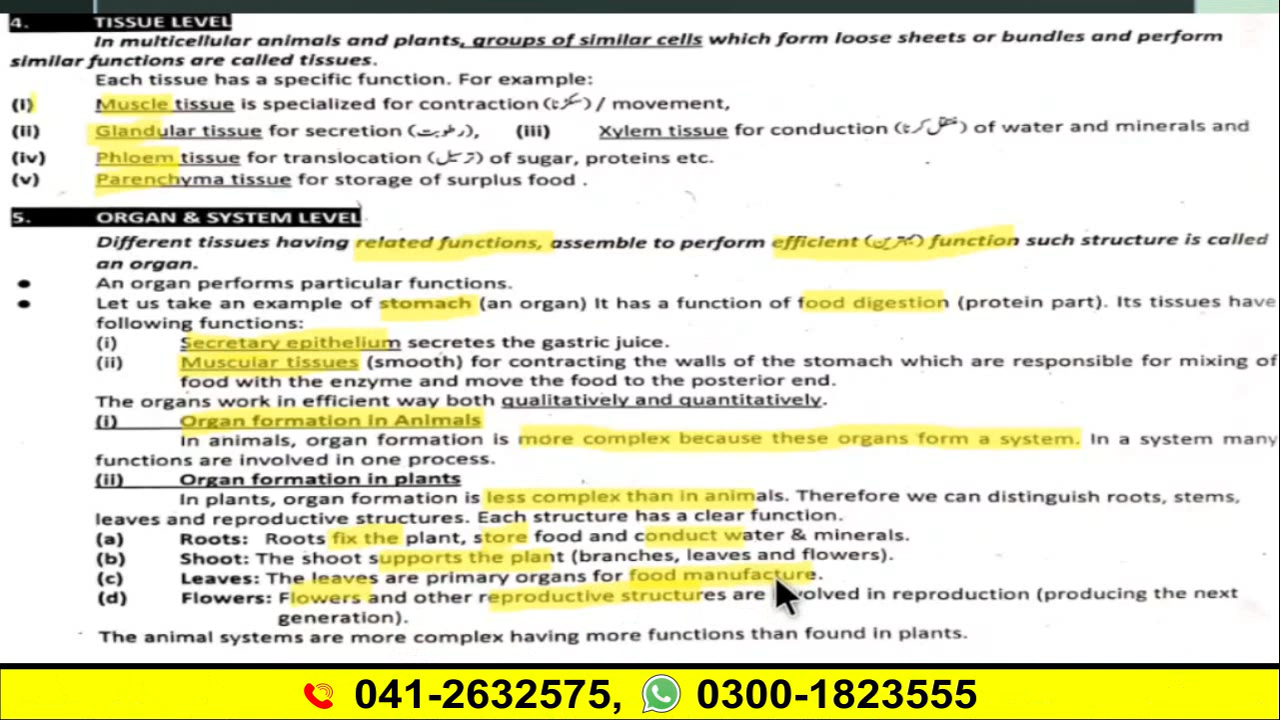 4. TISSUE LEVEL
In multicellular animals and plants, groups of similar cells which form loose sheets or bundles and perform
similar functions are called tissues.
Each tissue has a specific function. For example:
(i) Muscle tissue is specialized for contraction (سکڑنا) / movement,
(ii) Glandular tissue for secretion (رطوبت), (iii) Xylem tissue for conduction (منتقل کرنا) of water and minerals and
(iv) Phloem tissue for translocation (ترسیل) of sugar, proteins etc.
(v) Parenchyma tissue for storage of surplus food .
5. ORGAN & SYSTEM LEVEL
Different tissues having related functions, assemble to perform efficient () function such structure is called
an organ.
• An organ performs particular functions.
• Let us take an example of stomach (an organ) It has a function of food digestion (protein part). Its tissues have
following functions:
(i) Secretary epithelium secretes the gastric juice.
(ii) Muscular tissues (smooth) for contracting the walls of the stomach which are responsible for mixing of
food with the enzyme and move the food to the posterior end.
The organs work in efficient way both qualitatively and quantitatively.
(i) Organ formation in Animals
In animals, organ formation is more complex because these organs form a system. In a system many
functions are involved in one process.
(ii) Organ formation in plants
In plants, organ formation is less complex than in animals. Therefore we can distinguish roots, stems,
leaves and reproductive structures. Each structure has a clear function.
(a) Roots: Roots fix the plant, store food and conduct water & minerals.
(b) Shoot: The shoot supports the plant (branches, leaves and flowers).
(c) Leaves: The leaves are primary organs for food manufacture.
(d) Flowers: Flowers and other reproductive structures are involved in reproduction (producing the next
generation).
The animal systems are more complex having more functions than found in plants.
041-2632575, 0300-1823555